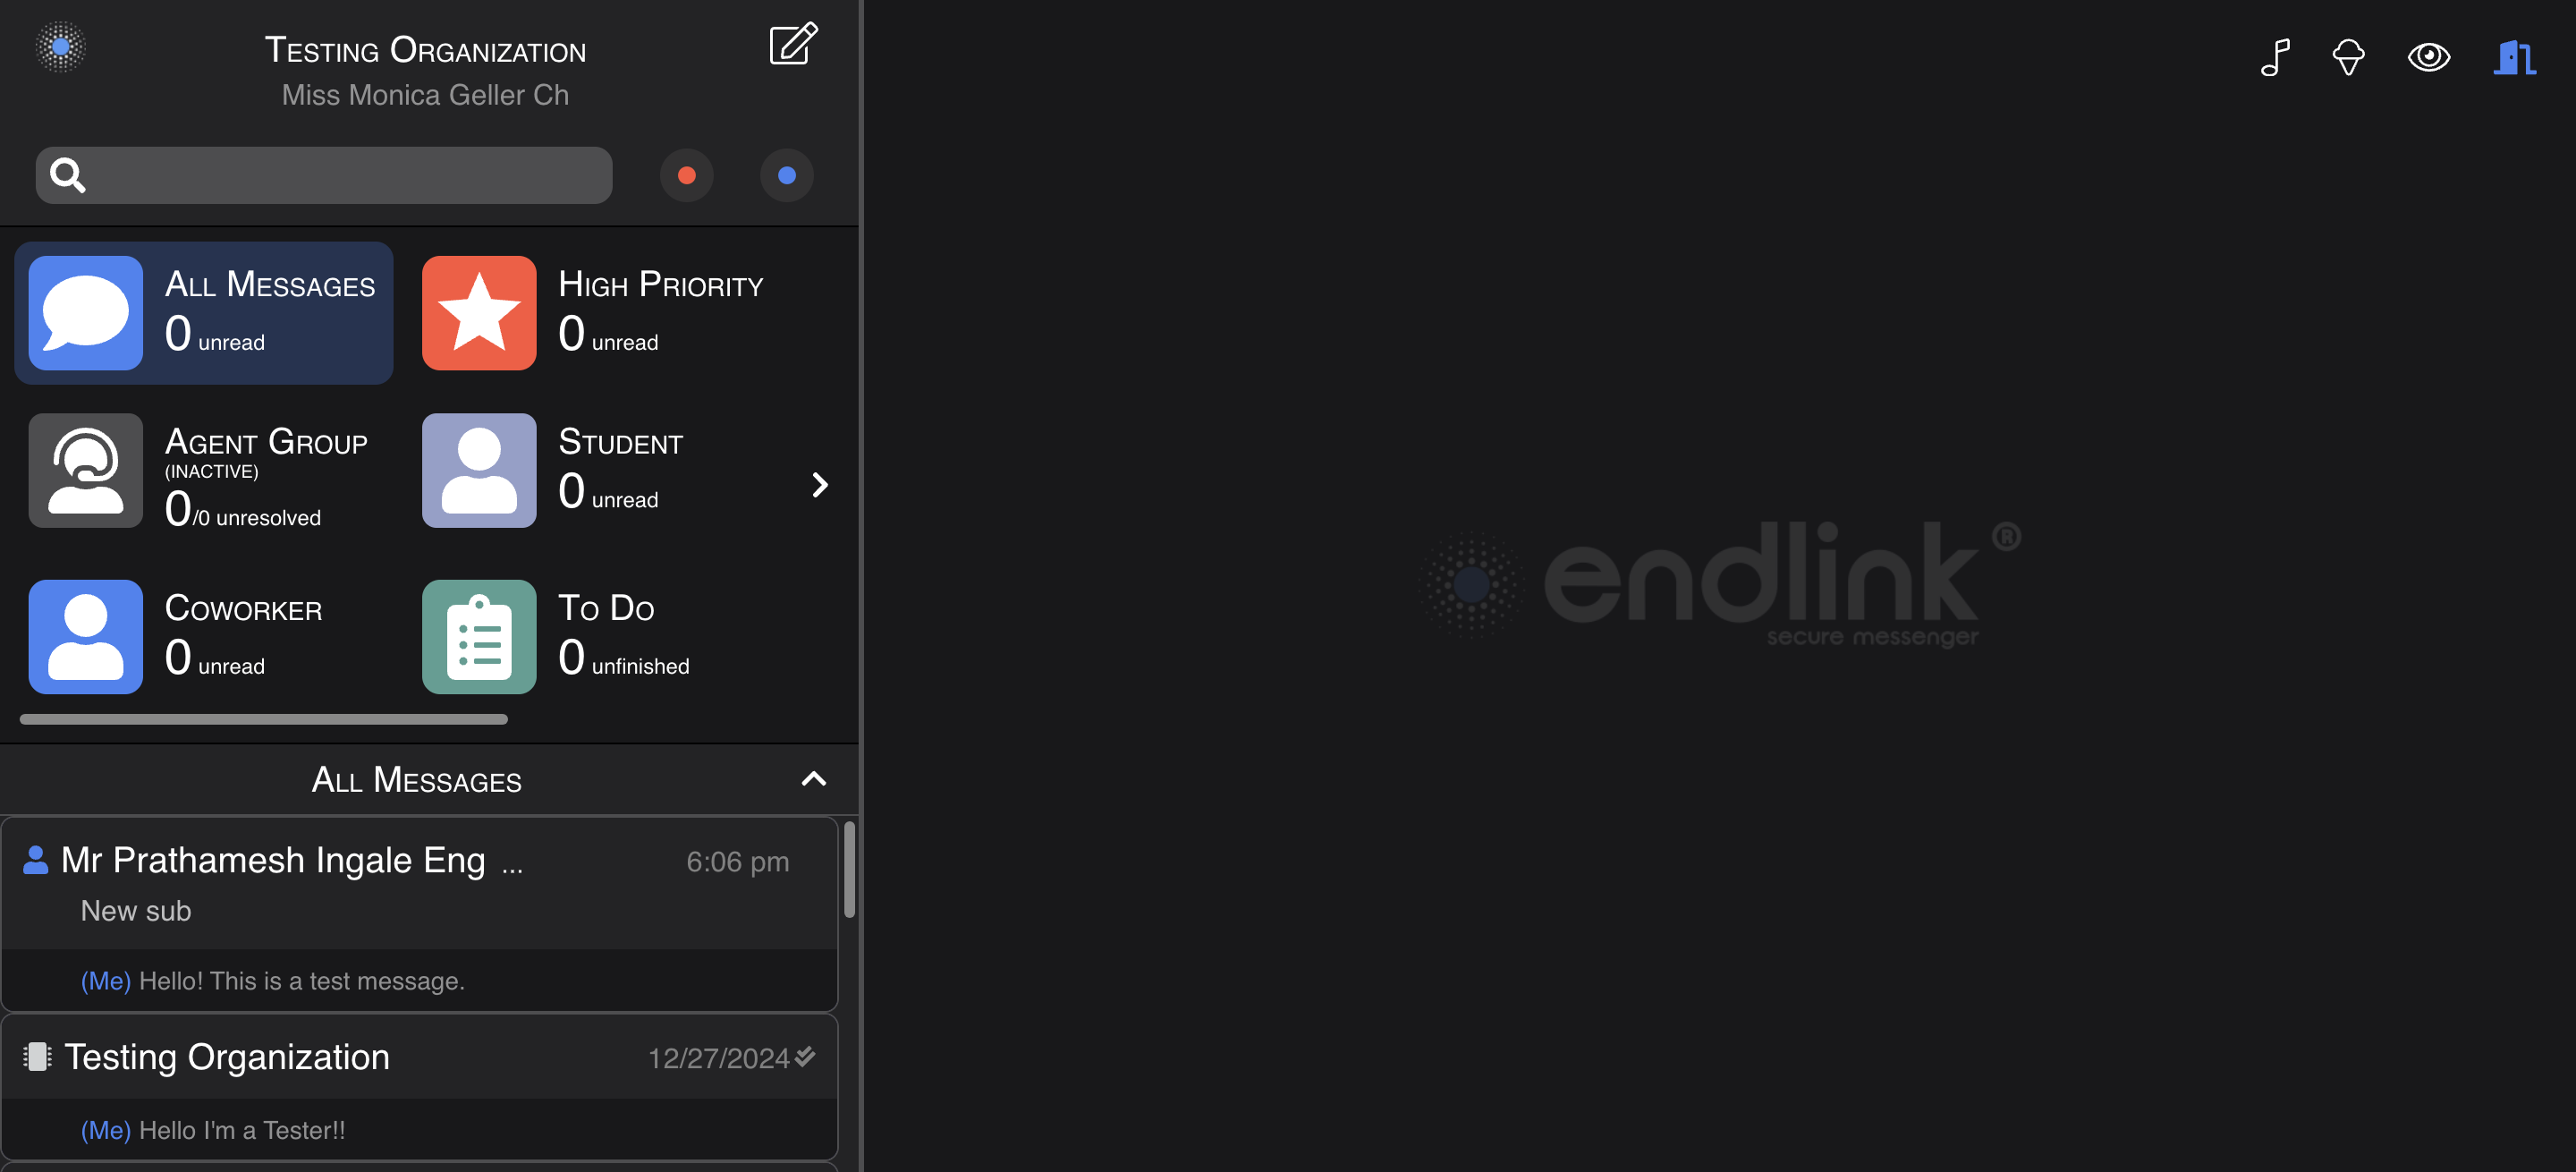 Testing Organization
Miss Monica Geller Ch
All Messages
0 unread
High Priority
0 unread
Agent Group
(INACTIVE)
0/0 unresolved
Student
0 unread
Coworker
0 unread
To Do
0 unfinished
All Messages
Mr Prathamesh Ingale Eng ...
6:06 pm
New sub
(Me) Hello! This is a test message.
Testing Organization
12/27/2024
(Me) Hello I'm a Tester!!
endlink®
secure messenger